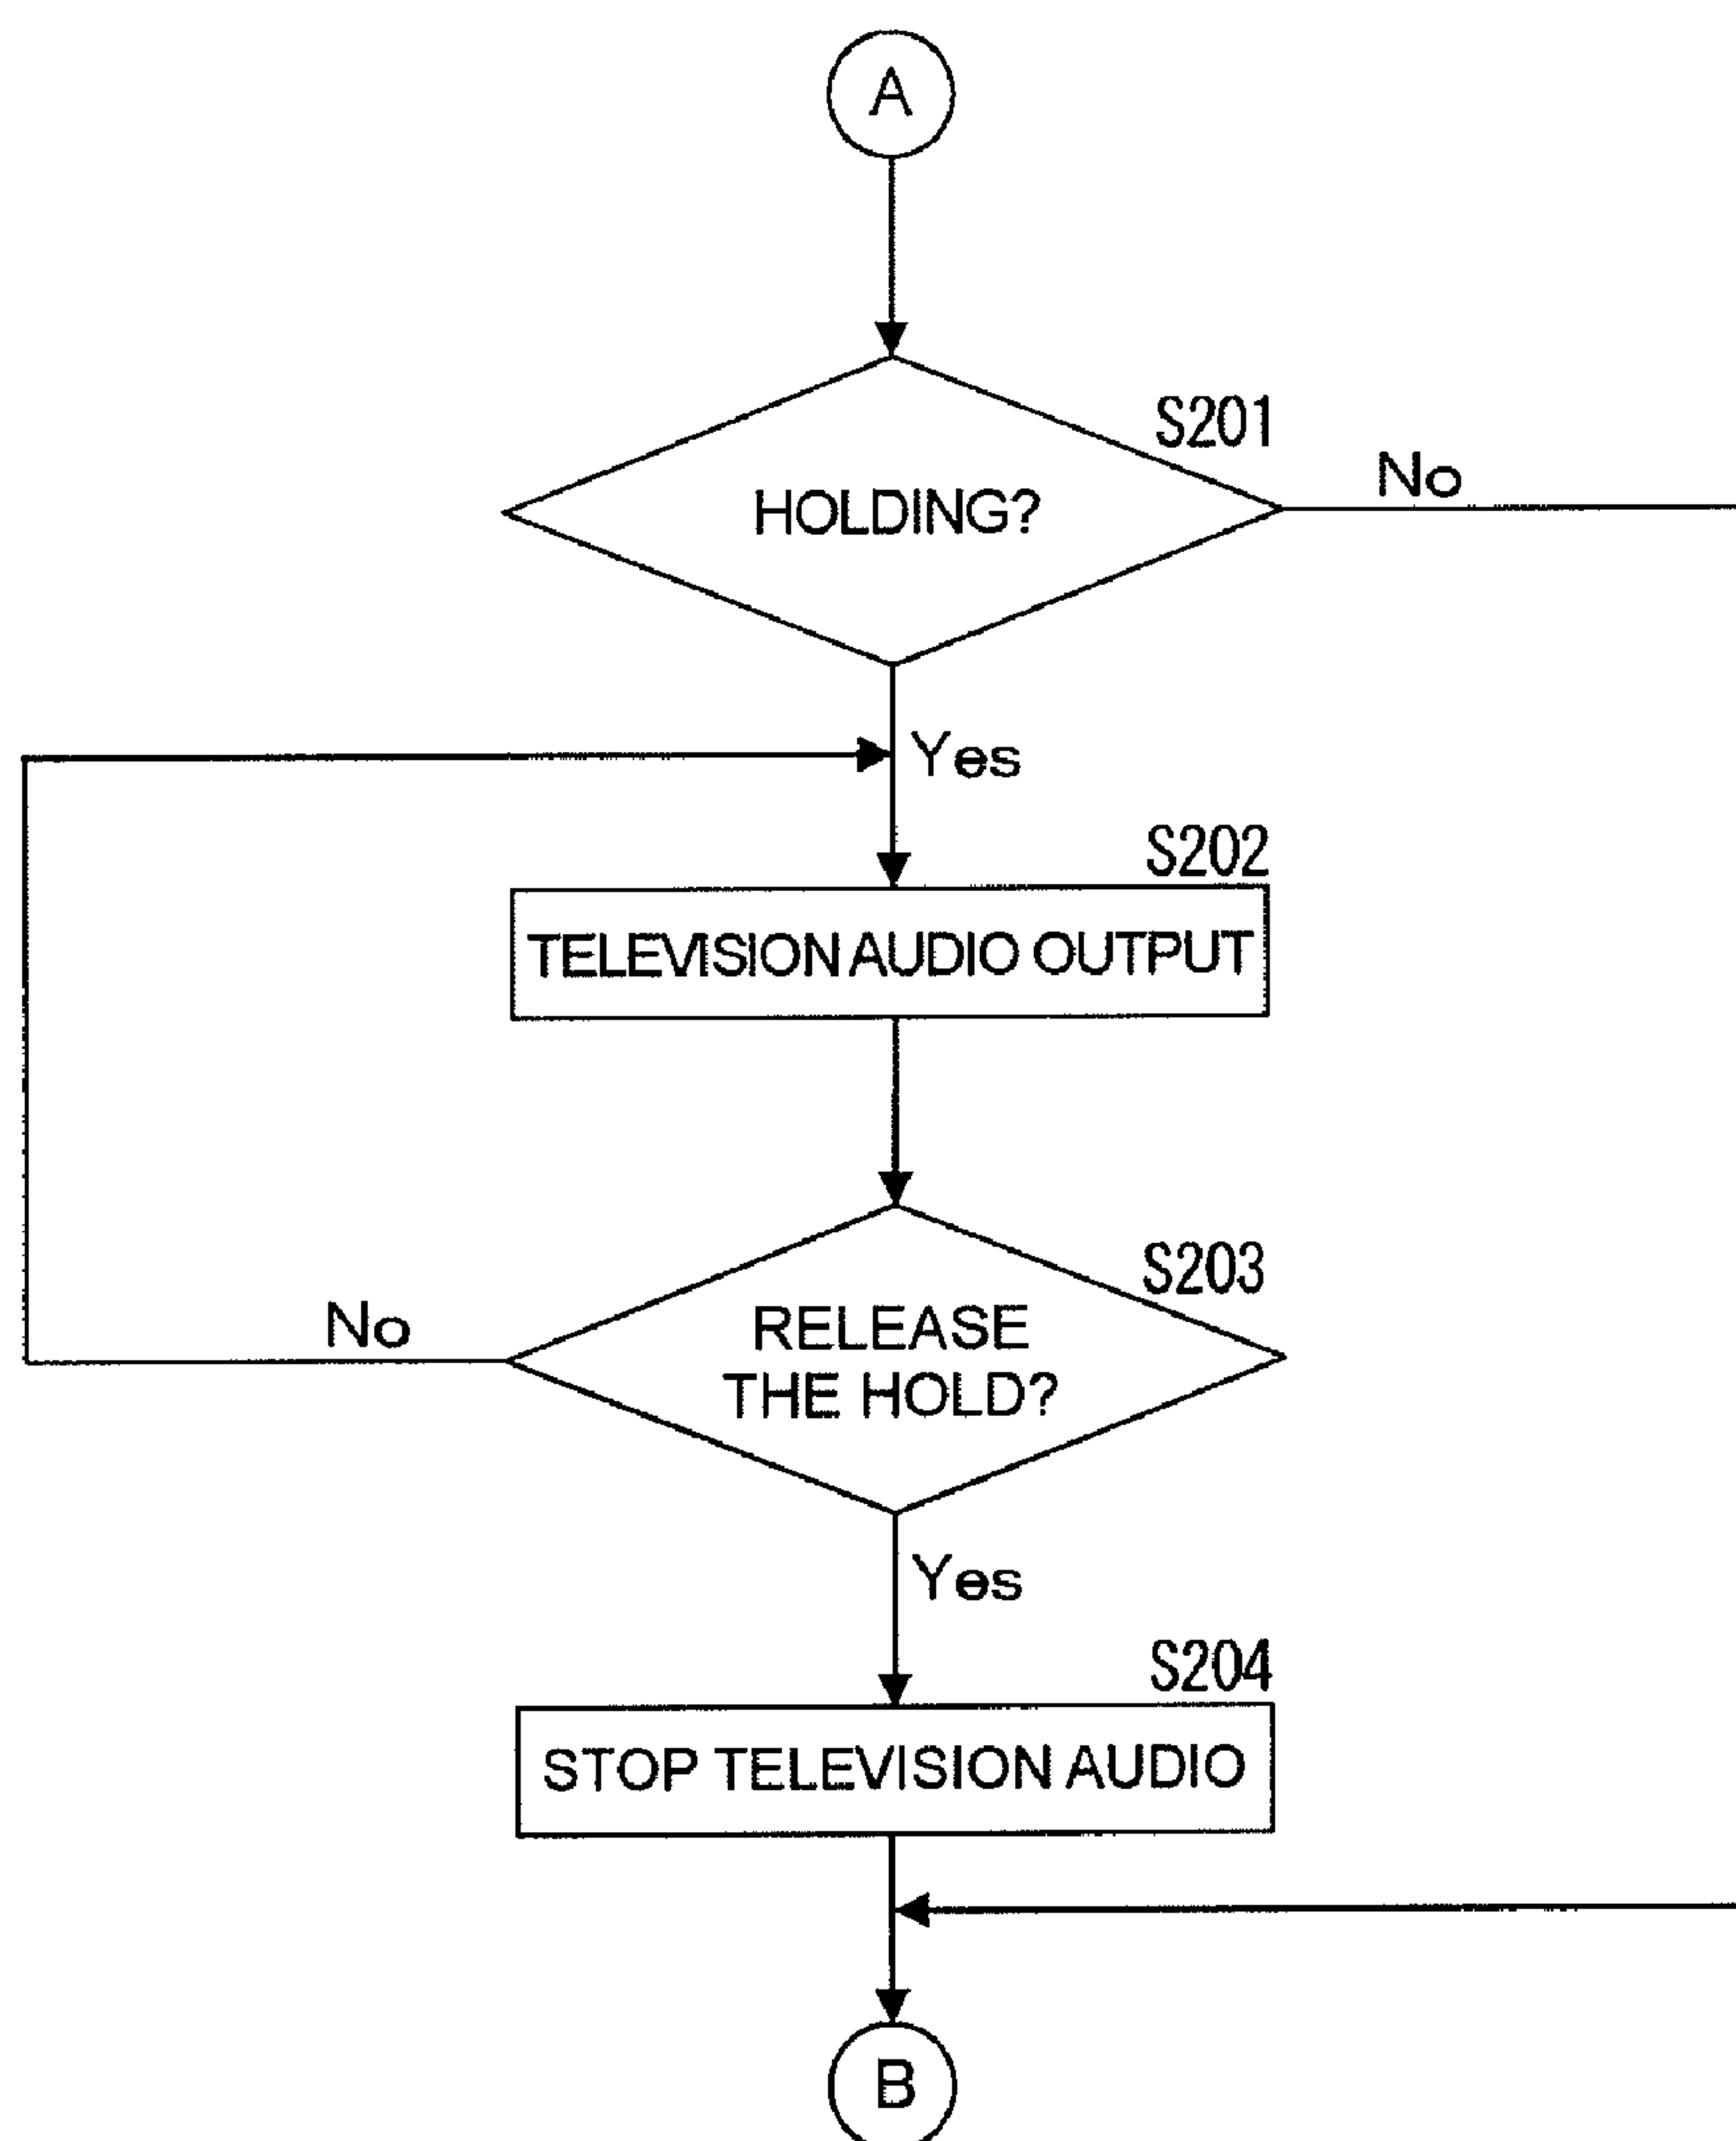 A
S201
HOLDING?
No
Yes
S202
TELEVISION AUDIO OUTPUT
S203
RELEASE
THE HOLD?
No
Yes
S204
STOP TELEVISION AUDIO
B